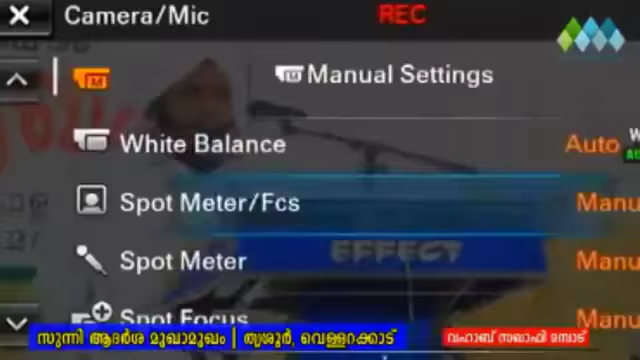 Camera/Mic
REC
Manual Settings
White Balance
Auto
Spot Meter/Fcs
Manu
EFFECT
Spot Meter
Manu
Spot Focus
Manu
സുന്നി ആദർശ മുഖാമുഖം | തൃശൂർ, വെള്ളറക്കാട്
വഹാബ് സഖാഫി മമ്പാട്